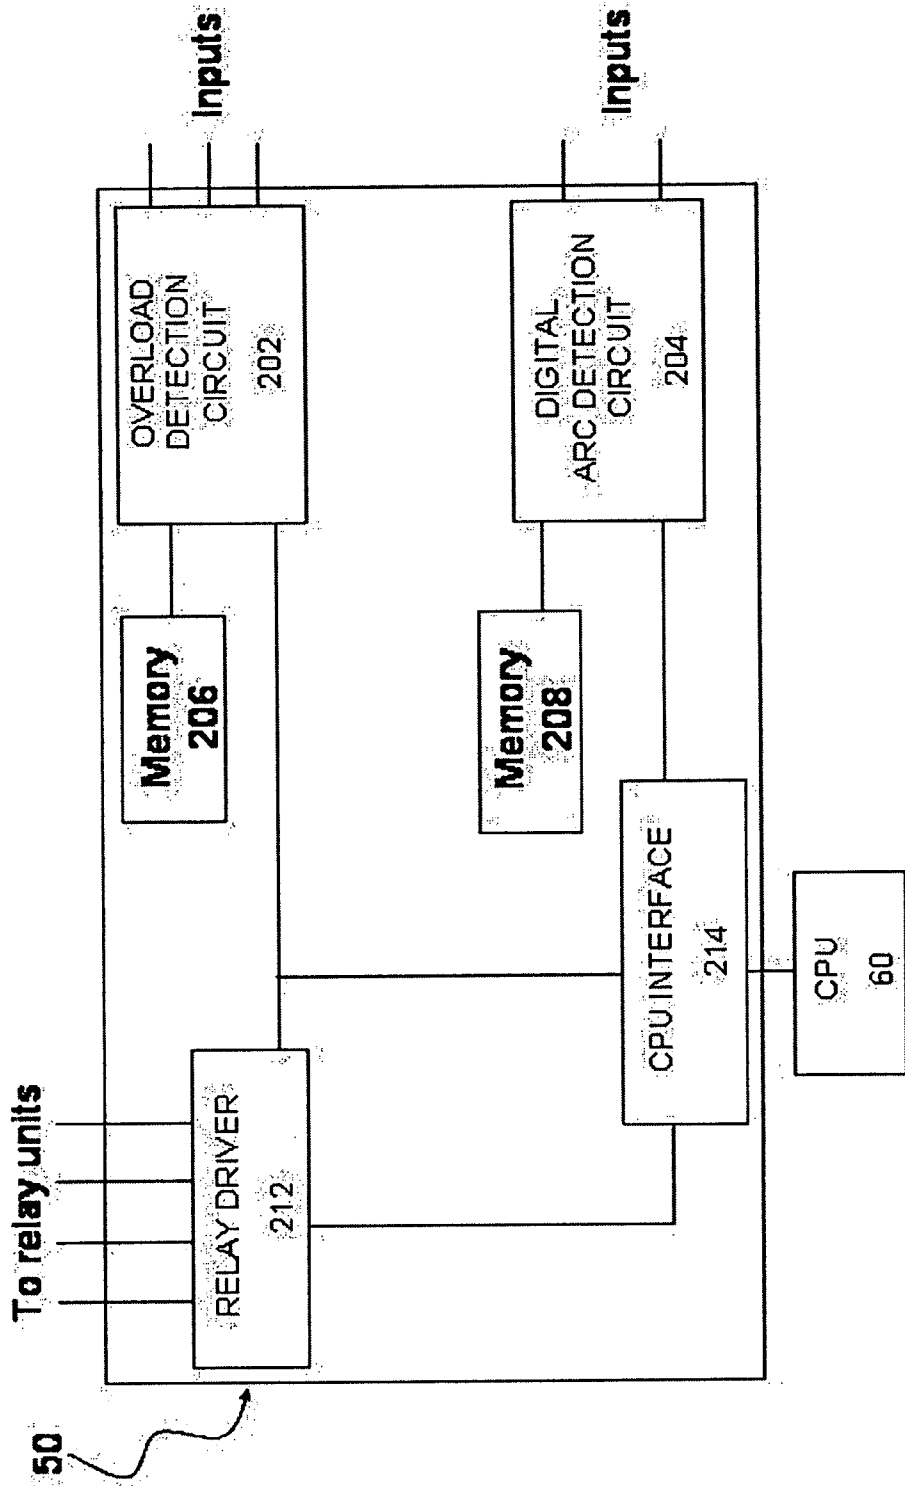 50
To relay units
RELAY DRIVER
212
Memory
206
OVERLOAD
DETECTION
CIRCUIT
202
Inputs
CPU INTERFACE
214
Memory
208
DIGITAL
ARC DETECTION
CIRCUIT
204
Inputs
CPU
60